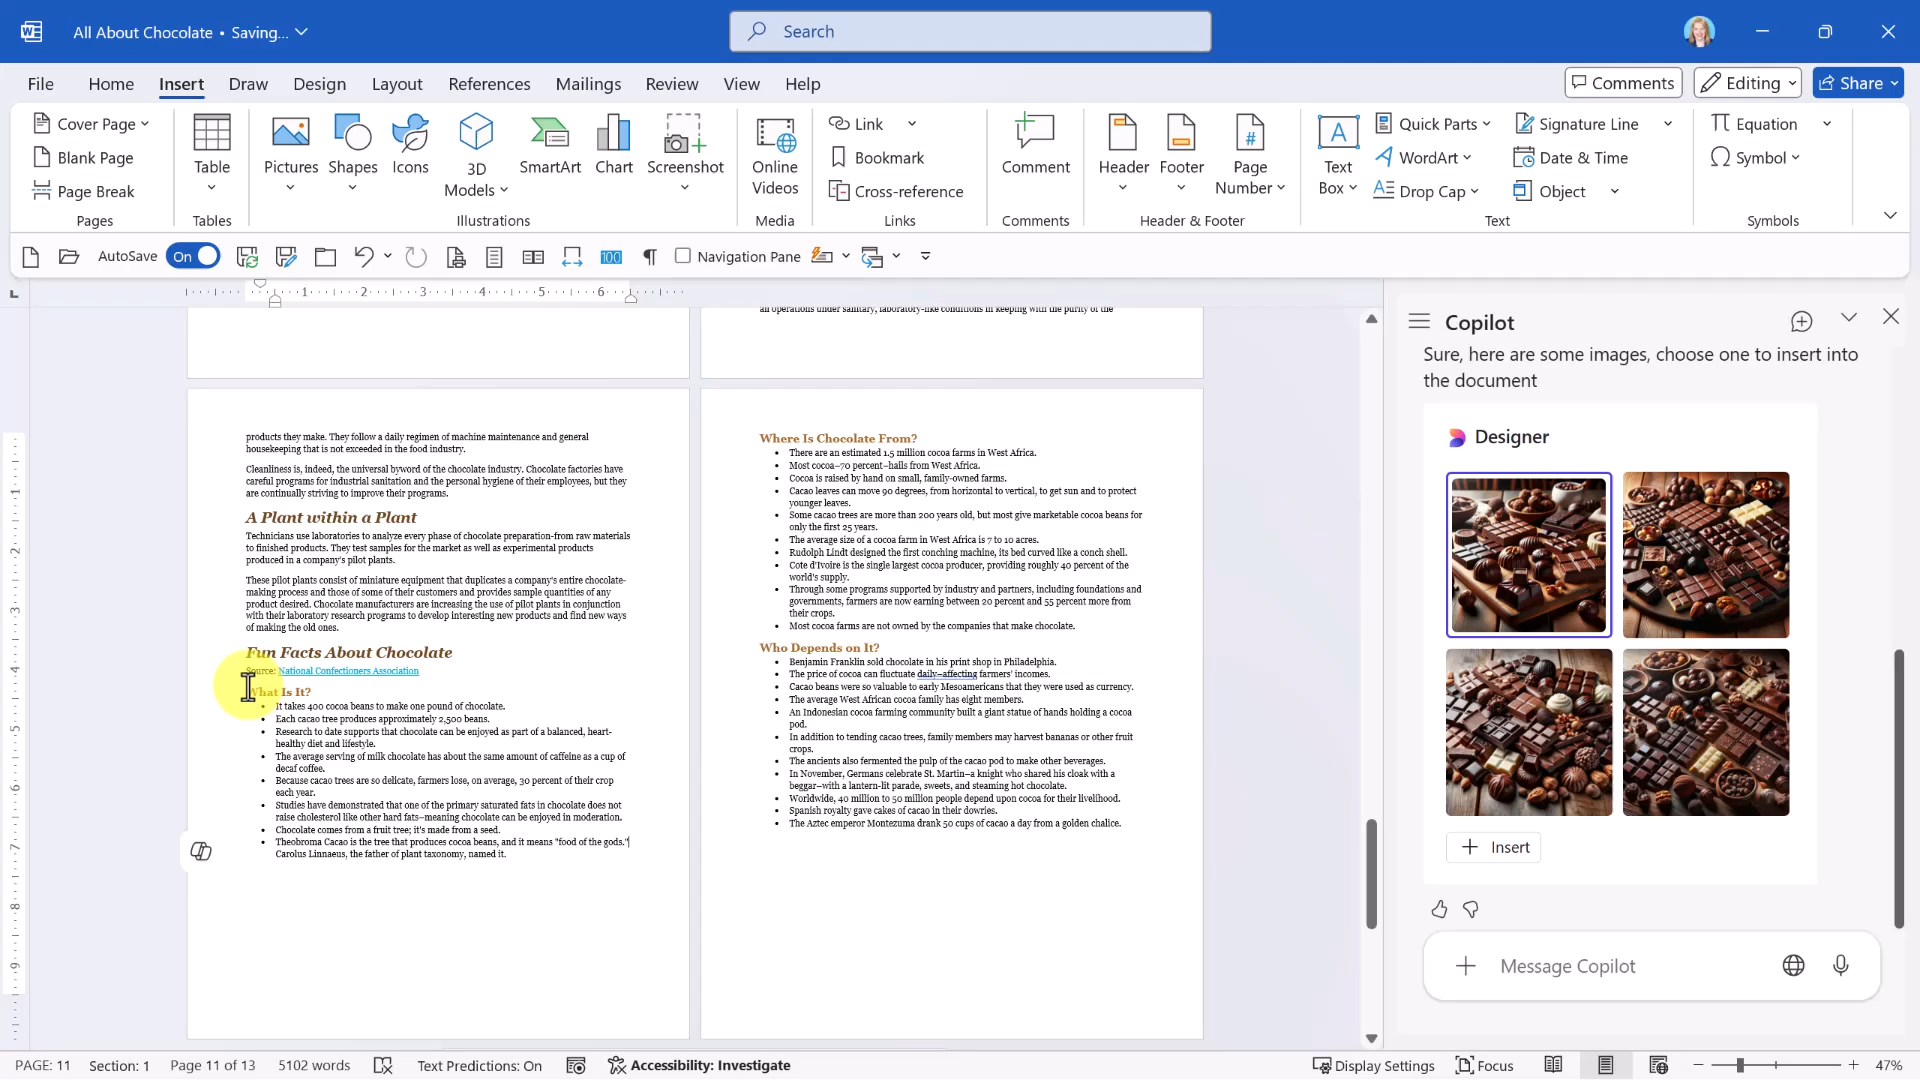 All About Chocolate • Saving...
Search
File Home Insert Draw Design Layout References Mailings Review View Help
Comments Editing Share
Cover Page
Blank Page
Page Break
Pages
Table
Tables
Pictures
Shapes
Icons
3D
Models
SmartArt
Chart
Screenshot
Illustrations
Online
Videos
Media
Link
Bookmark
Cross-reference
Links
Comment
Comments
Header
Footer
Page
Number
Header & Footer
Text
Box
Quick Parts
WordArt
Drop Cap
Signature Line
Date & Time
Object
Text
Equation
Symbol
Symbols
AutoSave On
100
Navigation Pane
1 2 3 4 5 6
all operations under sanitary, laboratory-like conditions in keeping with the purity of the
products they make. They follow a daily regimen of machine maintenance and general
housekeeping that is not exceeded in the food industry.
Cleanliness is, indeed, the universal byword of the chocolate industry. Chocolate factories have
careful programs for industrial sanitation and the personal hygiene of their employees, but they
are continually striving to improve their programs.
A Plant within a Plant
Technicians use laboratories to analyze every phase of chocolate preparation-from raw materials
to finished products. They test samples for the market as well as experimental products
produced in a company's pilot plants.
These pilot plants consist of miniature equipment that duplicates a company's entire chocolate-
making process and those of some of their customers and provides sample quantities of any
product desired. Chocolate manufacturers are increasing the use of pilot plants in conjunction
with their laboratory research programs to develop interesting new products and find new ways
of making the old ones.
Fun Facts About Chocolate
Source: National Confectioners Association
What Is It?
• It takes 400 cocoa beans to make one pound of chocolate.
• Each cacao tree produces approximately 2,500 beans.
• Research to date supports that chocolate can be enjoyed as part of a balanced, heart-
healthy diet and lifestyle.
• The average serving of milk chocolate has about the same amount of caffeine as a cup of
decaf coffee.
• Because cacao trees are so delicate, farmers lose, on average, 30 percent of their crop
each year.
• Studies have demonstrated that one of the primary saturated fats in chocolate does not
raise cholesterol like other hard fats–meaning chocolate can be enjoyed in moderation.
• Chocolate comes from a fruit tree; it's made from a seed.
• Theobroma Cacao is the tree that produces cocoa beans, and it means "food of the gods."
Carolus Linnaeus, the father of plant taxonomy, named it.
Where Is Chocolate From?
• There are an estimated 1.5 million cocoa farms in West Africa.
• Most cocoa–70 percent–hails from West Africa.
• Cocoa is raised by hand on small, family-owned farms.
• Cacao leaves can move 90 degrees, from horizontal to vertical, to get sun and to protect
younger leaves.
• Some cacao trees are more than 200 years old, but most give marketable cocoa beans for
only the first 25 years.
• The average size of a cocoa farm in West Africa is 7 to 10 acres.
• Rudolph Lindt designed the first conching machine, its bed curved like a conch shell.
• Cote d'Ivoire is the single largest cocoa producer, providing roughly 40 percent of the
world's supply.
• Through some programs supported by industry and partners, including foundations and
governments, farmers are now earning between 20 percent and 55 percent more from
their crops.
• Most cocoa farms are not owned by the companies that make chocolate.
Who Depends on It?
• Benjamin Franklin sold chocolate in his print shop in Philadelphia.
• The price of cocoa can fluctuate daily–affecting farmers' incomes.
• Cacao beans were so valuable to early Mesoamericans that they were used as currency.
• The average West African cocoa family has eight members.
• An Indonesian cocoa farming community built a giant statue of hands holding a cocoa
pod.
• In addition to tending cacao trees, family members may harvest bananas or other fruit
crops.
• The ancients also fermented the pulp of the cacao pod to make other beverages.
• In November, Germans celebrate St. Martin–a knight who shared his cloak with a
beggar–with a lantern-lit parade, sweets, and steaming hot chocolate.
• Worldwide, 40 million to 50 million people depend upon cocoa for their livelihood.
• Spanish royalty gave cakes of cacao in their dowries.
• The Aztec emperor Montezuma drank 50 cups of cacao a day from a golden chalice.
1
2
3
4
5
6
7
8
9
Copilot
Sure, here are some images, choose one to insert into
the document
Designer
Insert
Message Copilot
PAGE: 11 Section: 1 Page 11 of 13 5102 words Text Predictions: On Accessibility: Investigate Display Settings Focus 47%